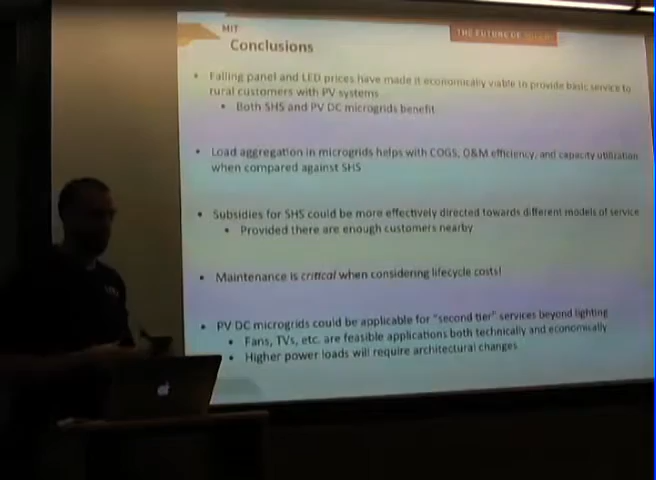 MIT
THE FUTURE OF
Conclusions
• Falling panel and LED prices have made it economically viable to provide basic service to
rural customers with PV systems
• Both SHS and PV DC microgrids benefit
• Load aggregation in microgrids helps with COGS, O&M efficiency, and capacity utilization
when compared against SHS
• Subsidies for SHS could be more effectively directed towards different models of service
• Provided there are enough customers nearby
• Maintenance is critical when considering lifecycle costs!
• PV DC microgrids could be applicable for "second tier" services beyond lighting
• Fans, TVs, etc. are feasible applications both technically and economically
• Higher power loads will require architectural changes